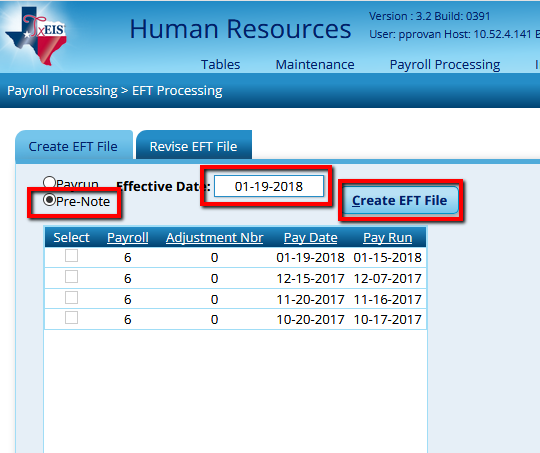 TxEIS
Human Resources
Version : 3.2 Build: 0391
User: pprovan Host: 10.52.4.141
Tables Maintenance Payroll Processing
Payroll Processing > EFT Processing
Create EFT File Revise EFT File
Payrun Effective Date: 01-19-2018 Create EFT File
Pre-Note
Select Payroll Adjustment Nbr Pay Date Pay Run
6 0 01-19-2018 01-15-2018
6 0 12-15-2017 12-07-2017
6 0 11-20-2017 11-16-2017
6 0 10-20-2017 10-17-2017